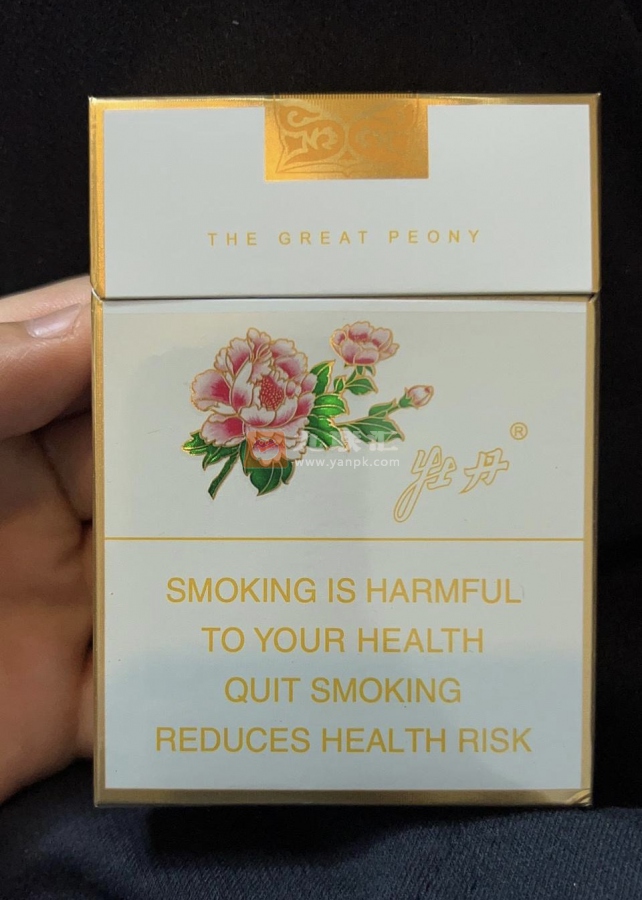 THE GREAT PEONY
牡丹®
www.yanpk.com
SMOKING IS HARMFUL
TO YOUR HEALTH
QUIT SMOKING
REDUCES HEALTH RISK